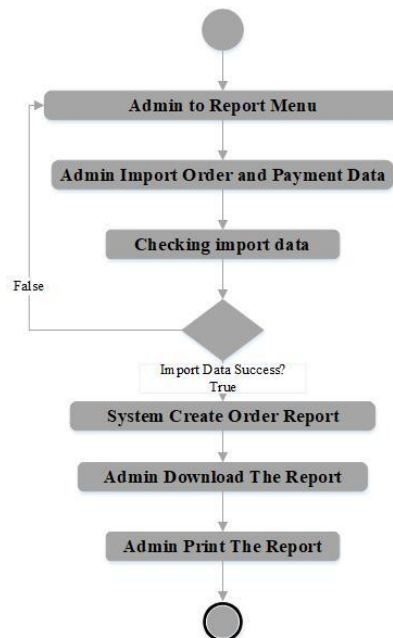 Admin to Report Menu
Admin Import Order and Payment Data
Checking import data
False
Import Data Success?
True
System Create Order Report
Admin Download The Report
Admin Print The Report